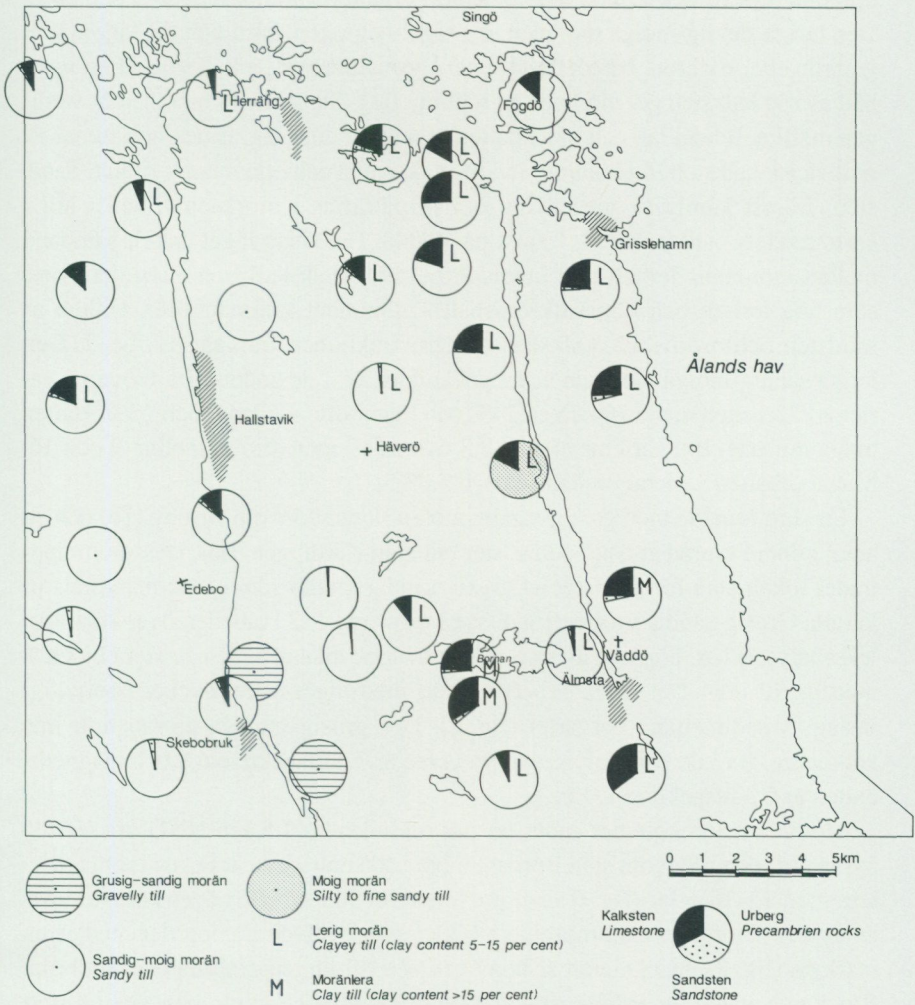 Singö
Fogdö
L Herräng
L
L
L
L
Grisslehamn
L
L
L
L
Ålands hav
L
L
L
Hallstavik
Häverö
L
Edebo
M
L
L
Väddö
Bornan
M
Älmsta
M
Skebobruk
L
L
0 1 2 3 4 5km
Grusig-sandig morän
Gravelly till
Moig morän
Silty to fine sandy till
Kalksten
Limestone
Urberg
Precambrien rocks
L
Lerig morän
Clayey till (clay content 5-15 per cent)
Sandig-moig morän
Sandy till
M
Moränlera
Clay till (clay content >15 per cent)
Sandsten
Sandstone